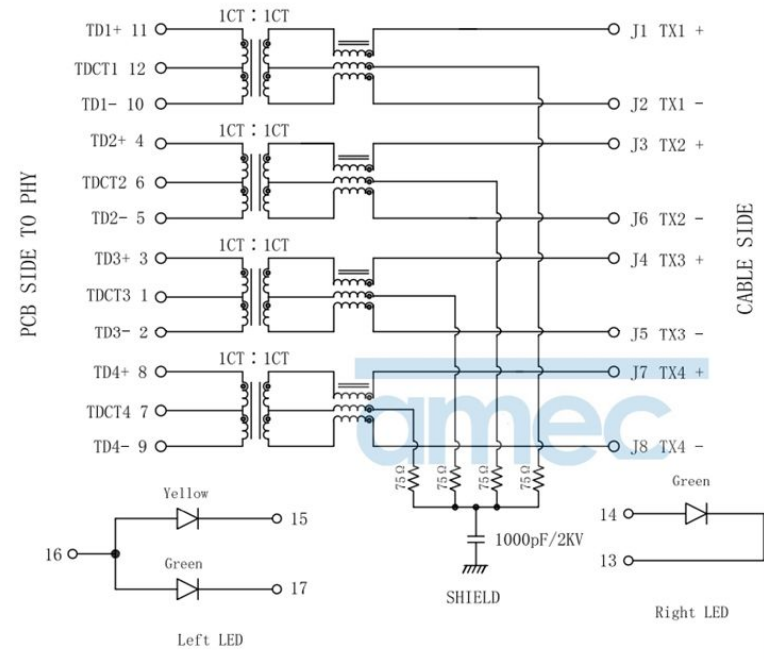 1CT : 1CT
TD1+ 11
J1 TX1 +
TDCT1 12
TD1- 10
J2 TX1 -
1CT : 1CT
TD2+ 4
J3 TX2 +
TDCT2 6
TD2- 5
J6 TX2 -
1CT : 1CT
TD3+ 3
J4 TX3 +
TDCT3 1
TD3- 2
J5 TX3 -
1CT : 1CT
TD4+ 8
J7 TX4 +
TDCT4 7
TD4- 9
J8 TX4 -
PCB SIDE TO PHY
CABLE SIDE
amec
75Ω
75Ω
75Ω
75Ω
1000pF/2KV
SHIELD
Yellow
15
16
Green
17
Left LED
Green
14
13
Right LED